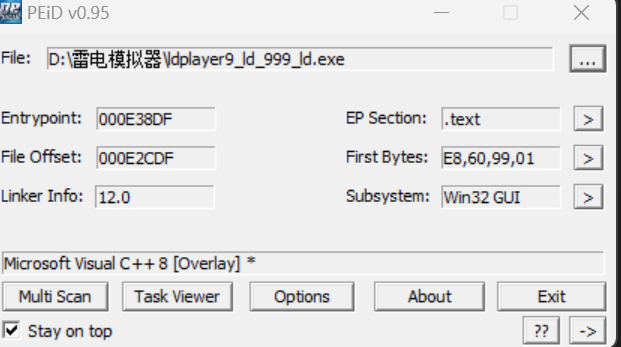 PEiD v0.95
File: D:\雷电模拟器\ldplayer9_ld_999_ld.exe ...
Entrypoint: 000E38DF EP Section: .text >
File Offset: 000E2CDF First Bytes: E8,60,99,01 >
Linker Info: 12.0 Subsystem: Win32 GUI >
Microsoft Visual C++ 8 [Overlay] *
Multi Scan Task Viewer Options About Exit
Stay on top ?? ->